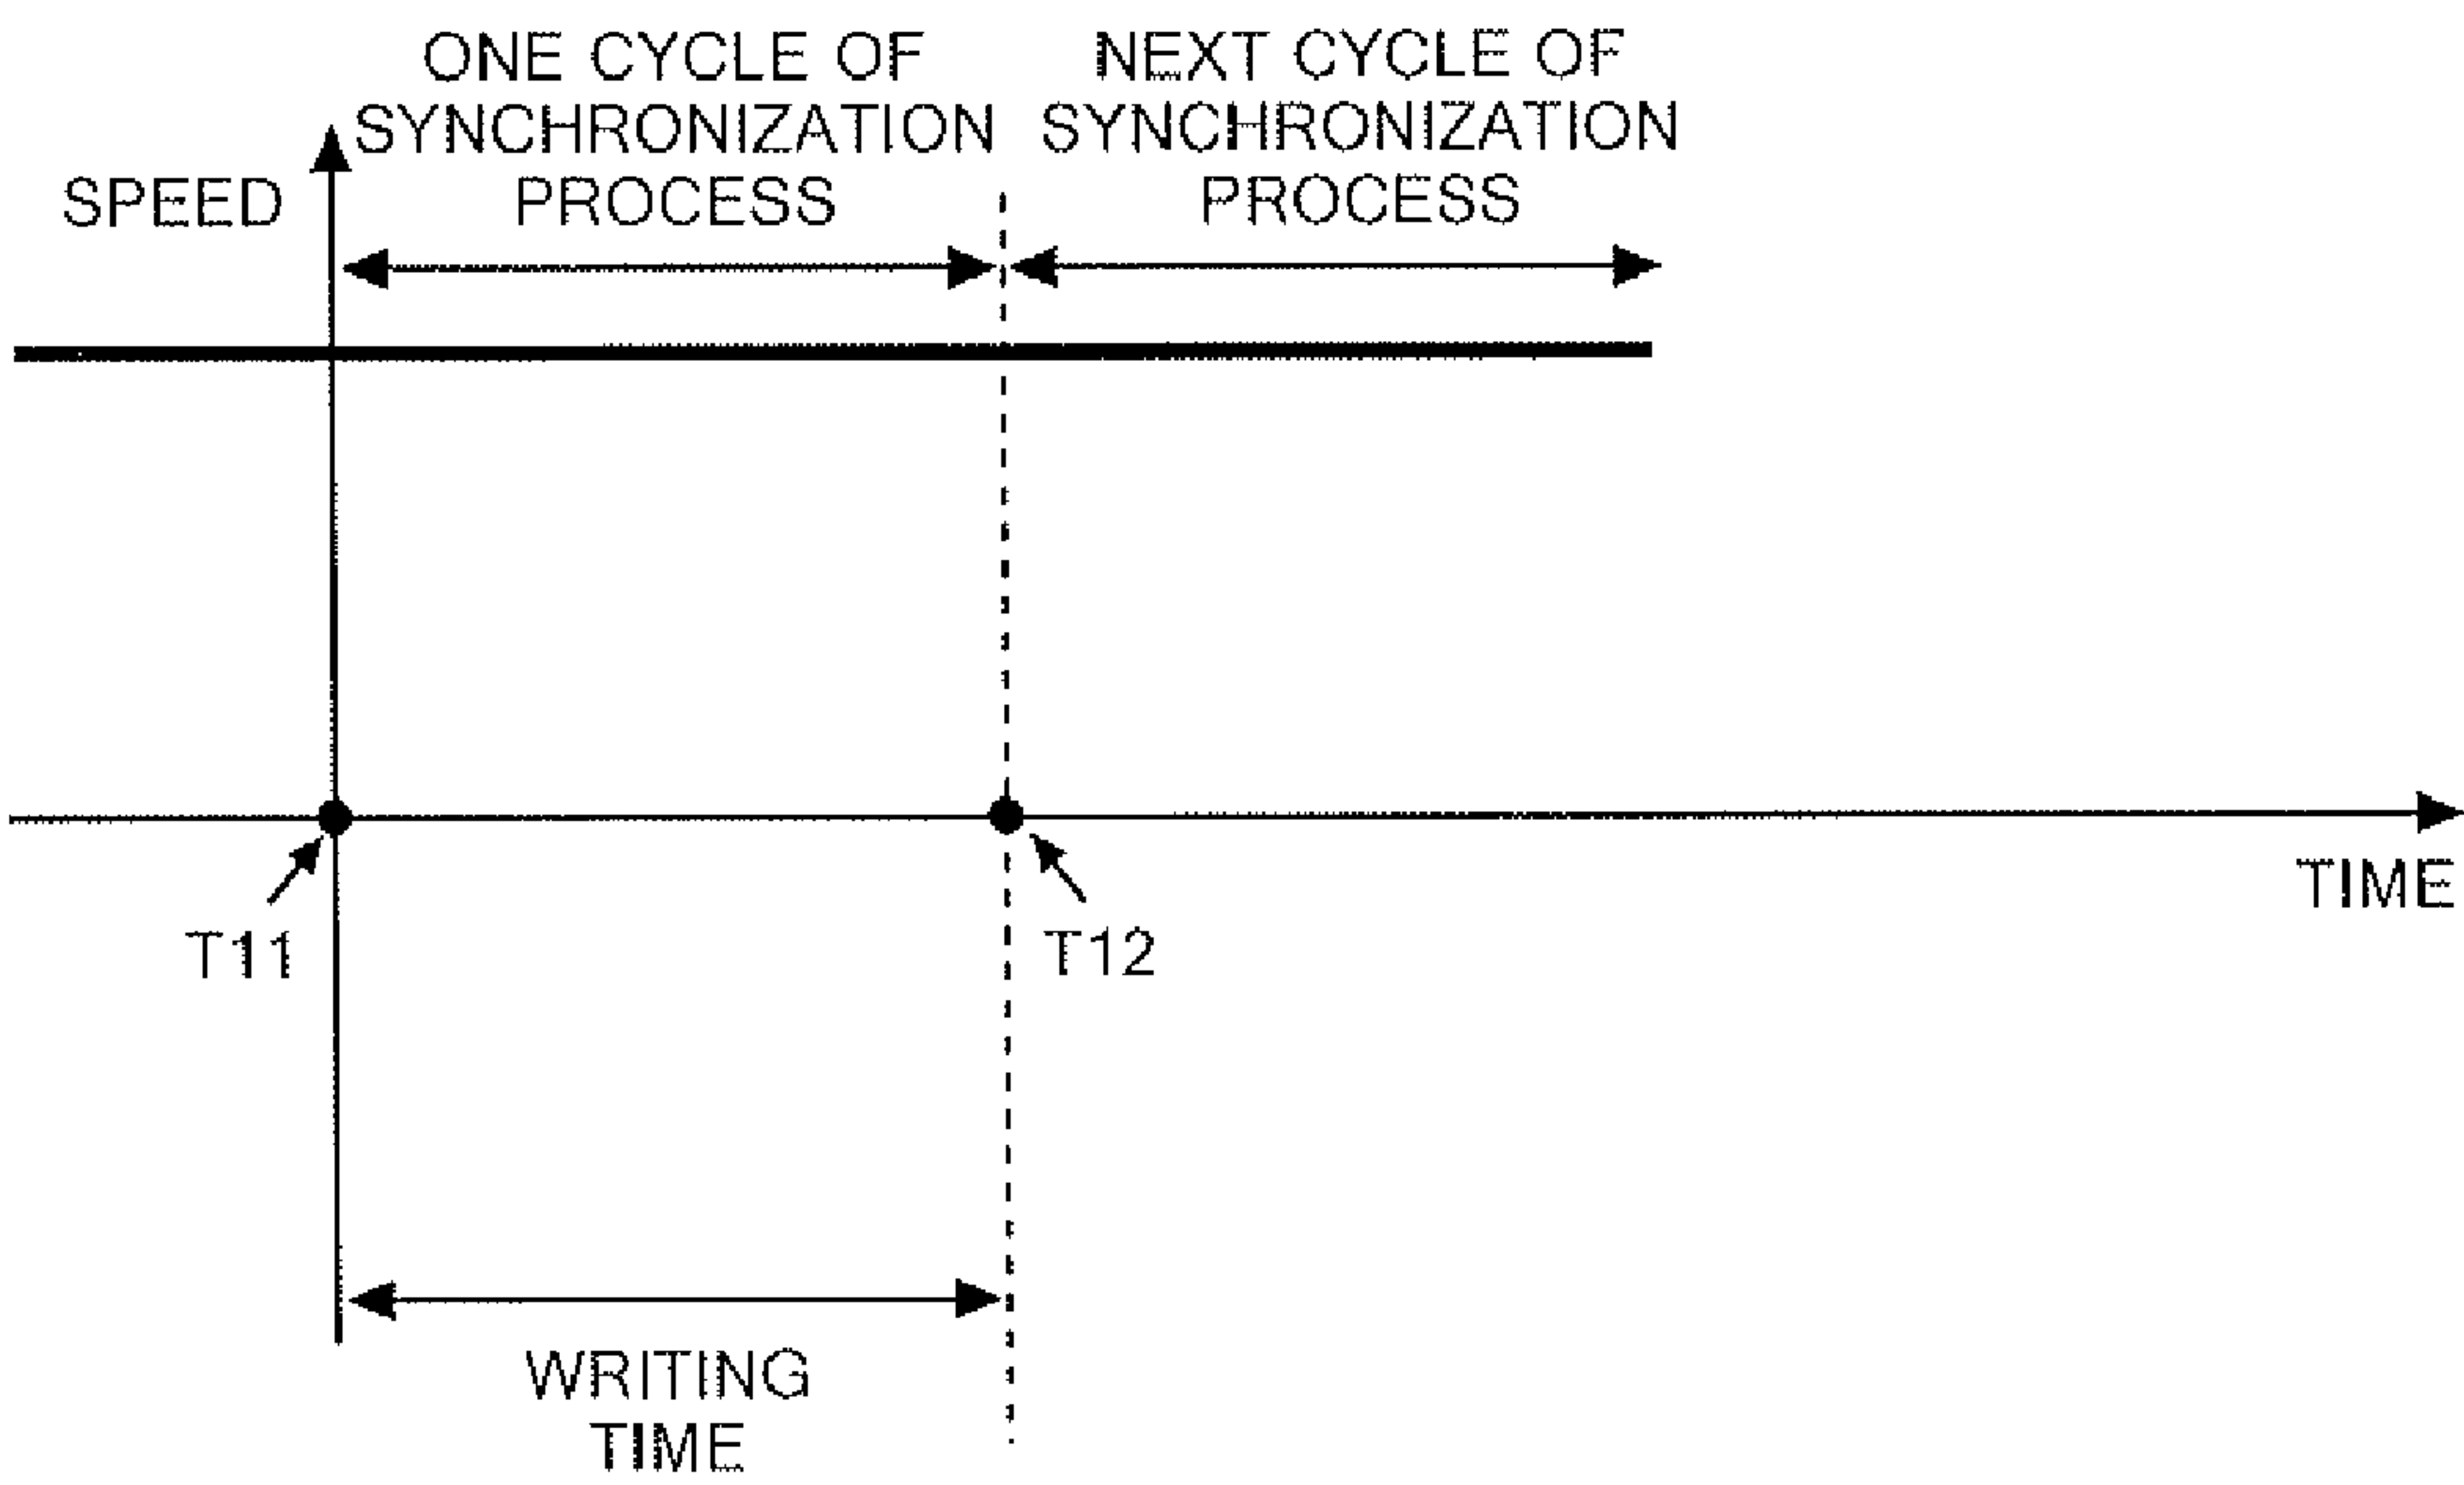 ONE CYCLE OF
SYNCHRONIZATION
PROCESS
NEXT CYCLE OF
SYNCHRONIZATION
PROCESS
SPEED
TIME
T11
T12
WRITING
TIME